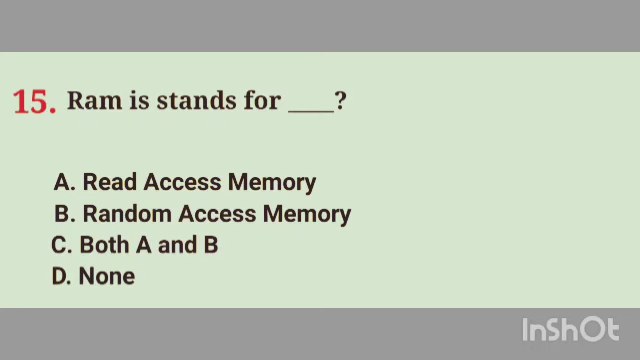 15. Ram is stands for ____?
A. Read Access Memory
B. Random Access Memory
C. Both A and B
D. None
InShOt